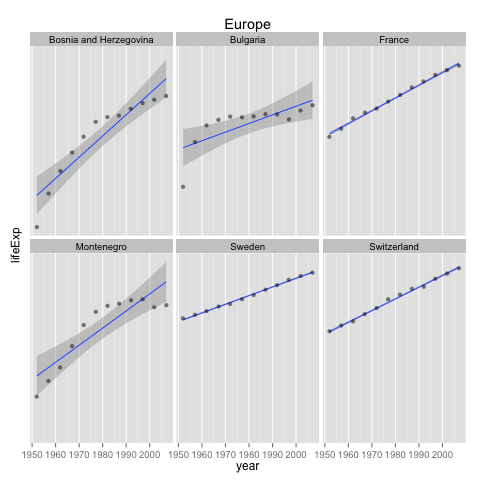 Europe
Bosnia and Herzegovina Bulgaria France
Montenegro Sweden Switzerland
lifeExp
1950 1960 1970 1980 1990 2000 1950 1960 1970 1980 1990 2000 1950 1960 1970 1980 1990 2000
year